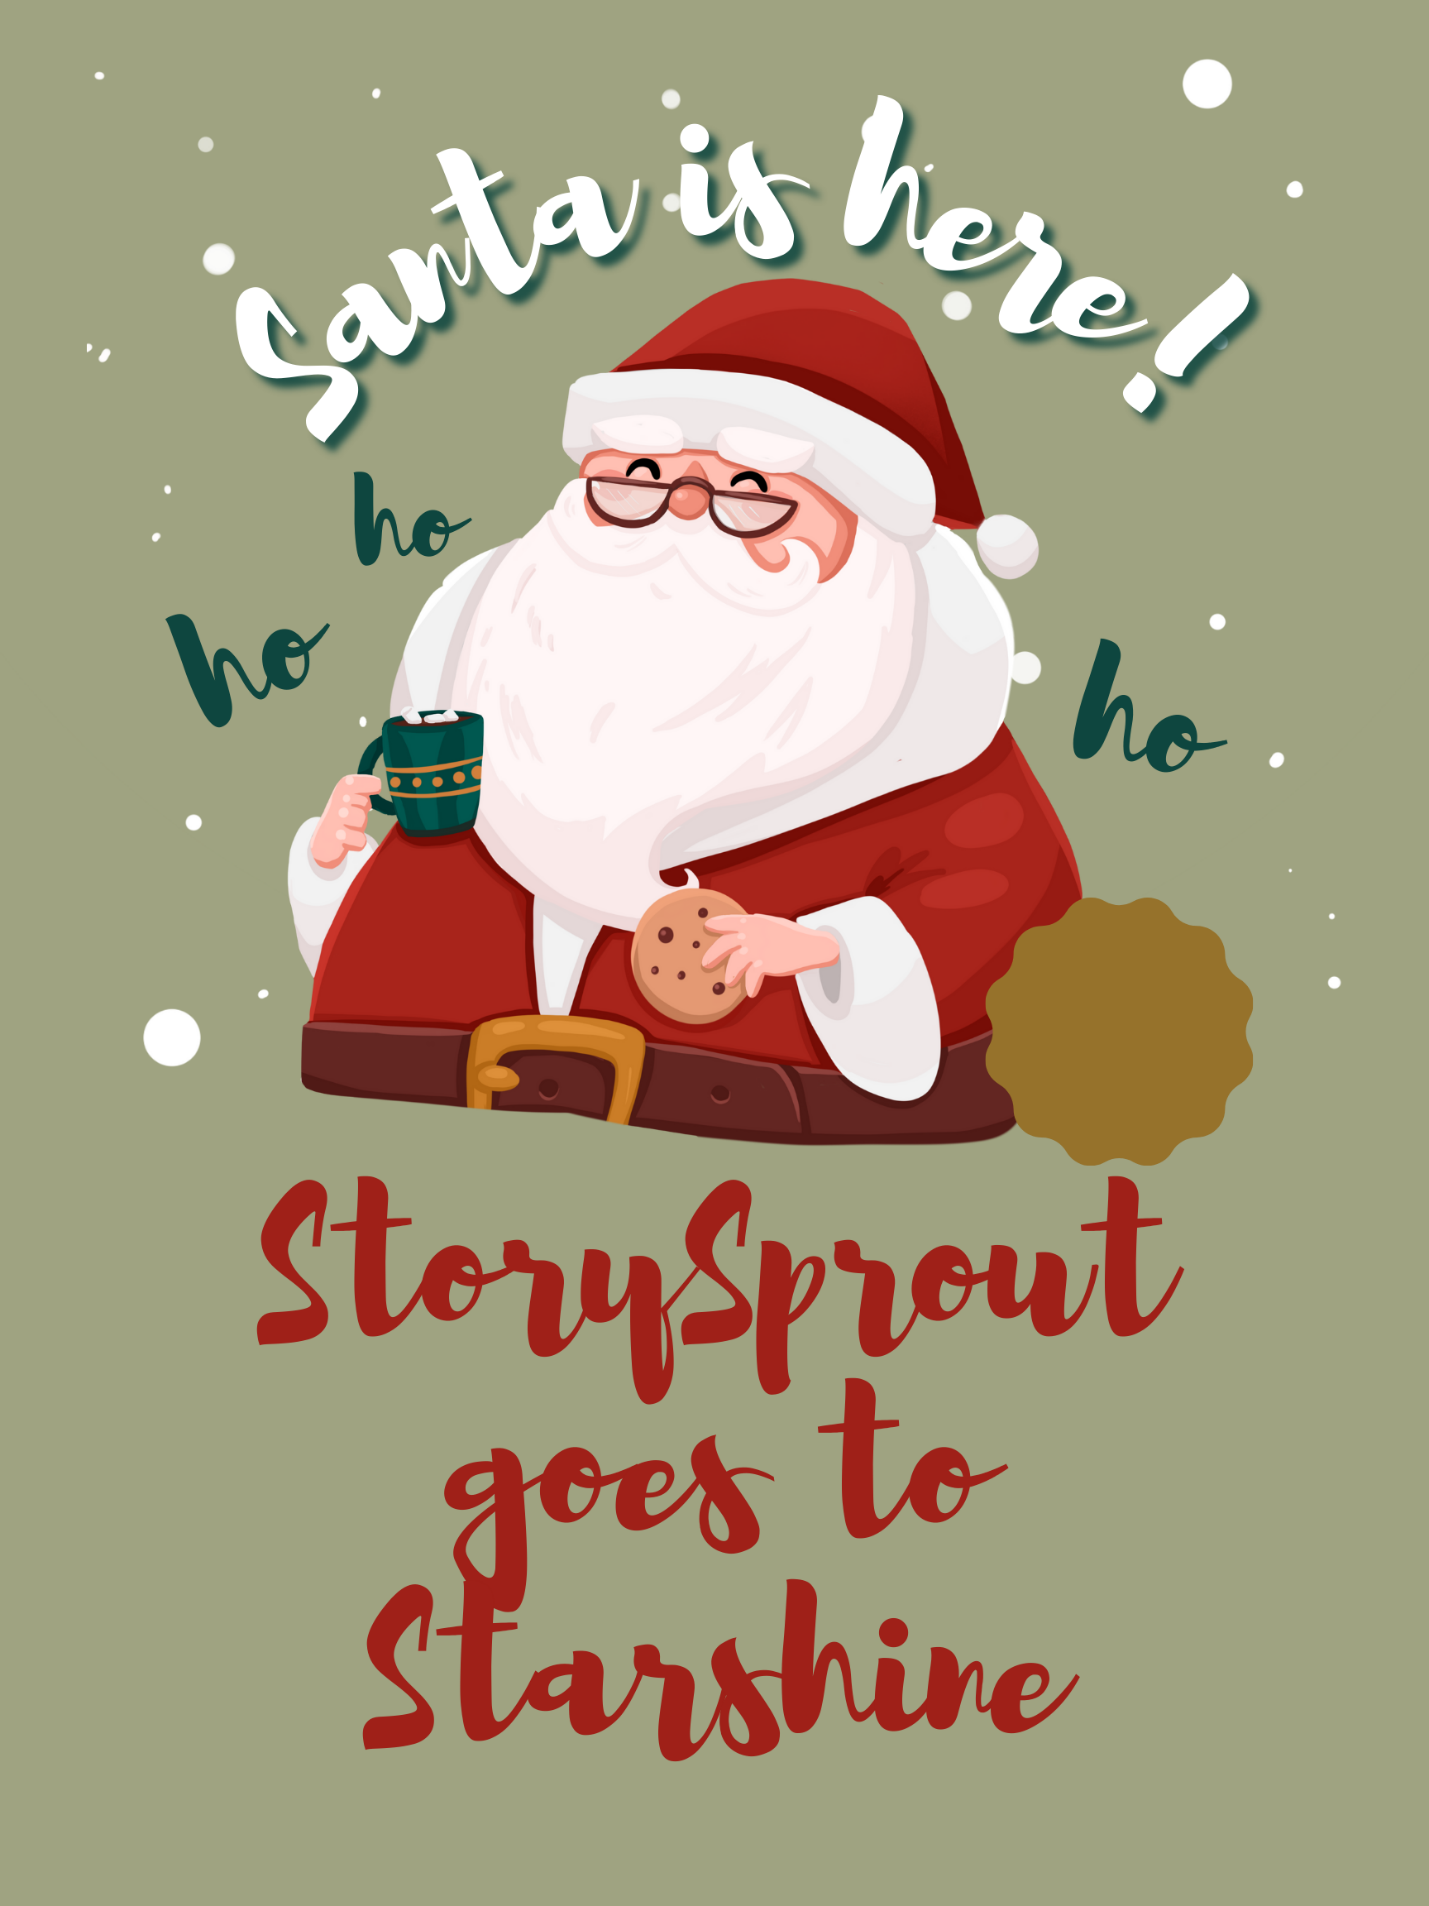 Santa is here!
ho
ho
ho
StorySprout
goes to
Starshine